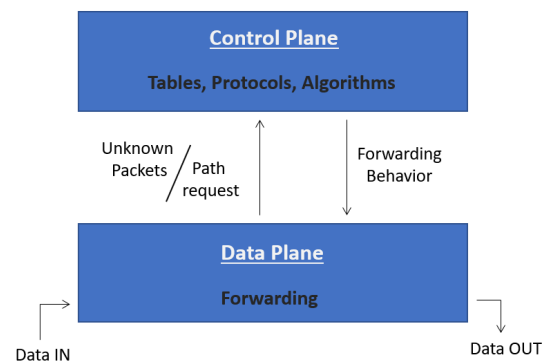 Control Plane
Tables, Protocols, Algorithms
Unknown
Packets
/
Path
request
Forwarding
Behavior
Data Plane
Forwarding
Data IN
Data OUT